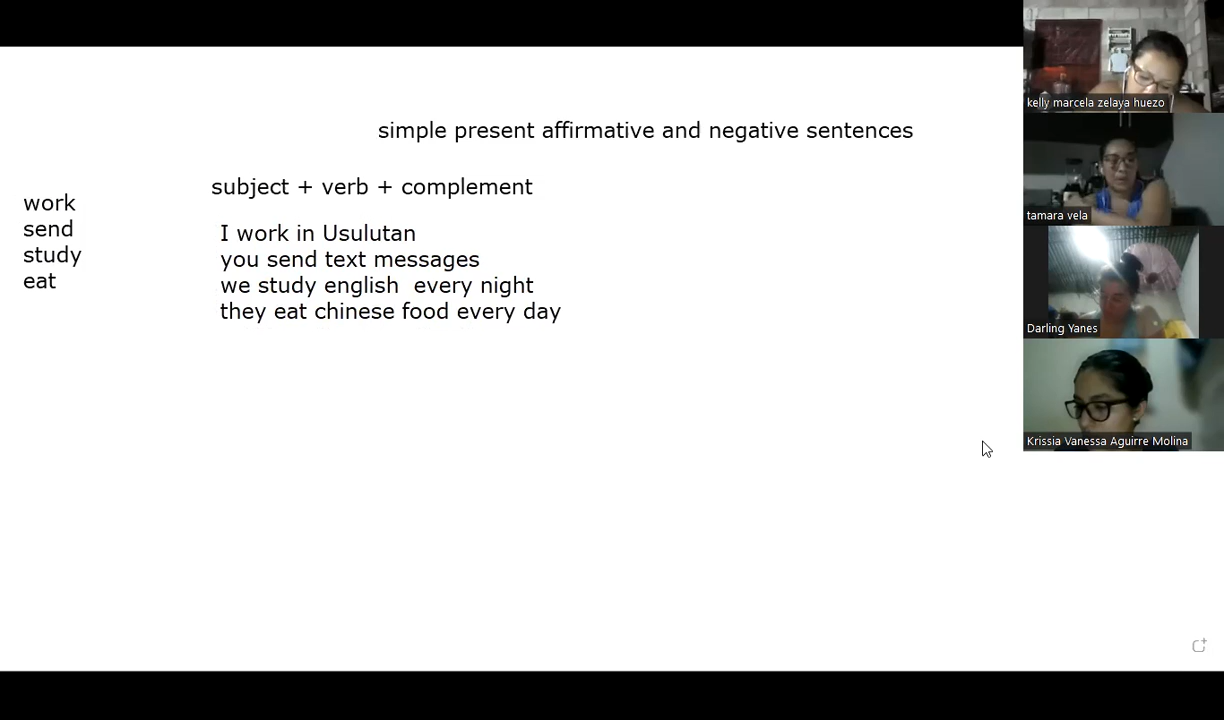 simple present affirmative and negative sentences
subject + verb + complement
work
send
study
eat
I work in Usulutan
you send text messages
we study english  every night
they eat chinese food every day
kelly marcela zelaya huezo
tamara vela
Darling Yanes
Krissia Vanessa Aguirre Molina